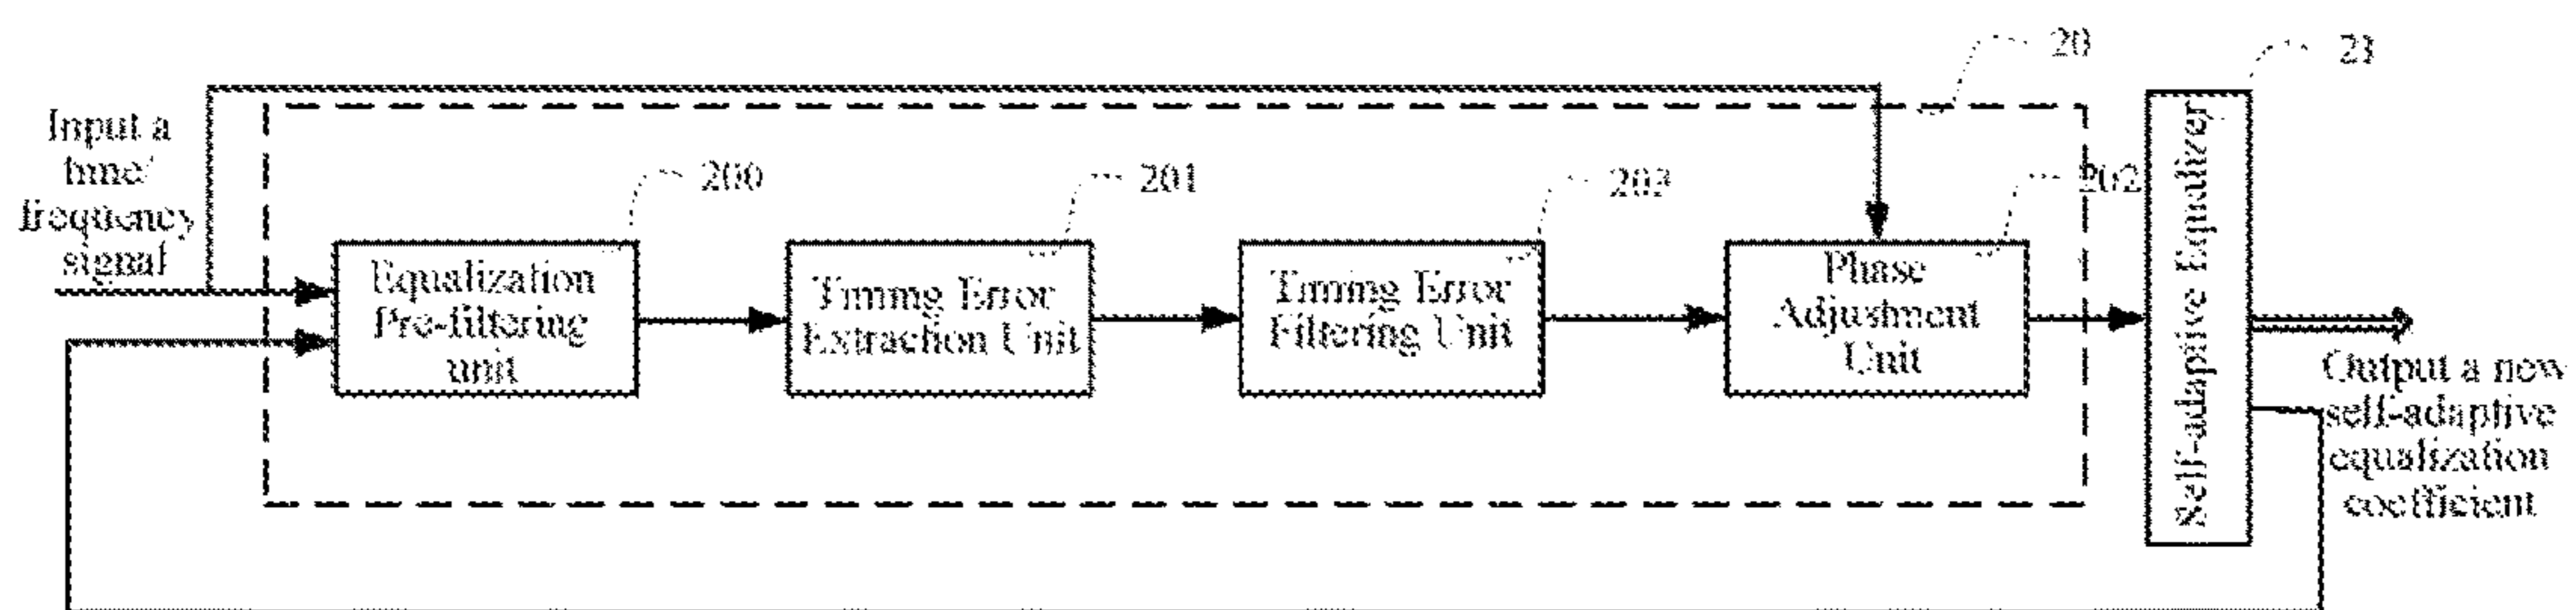 20
21
Input a
time/
frequency
signal
200
201
203
202
Equalization
Pre-filtering
unit
Timing Error
Extraction Unit
Timing Error
Filtering Unit
Phase
Adjustment
Unit
Self-adaptive Equalizer
Output a new
self-adaptive
equalization
coefficient